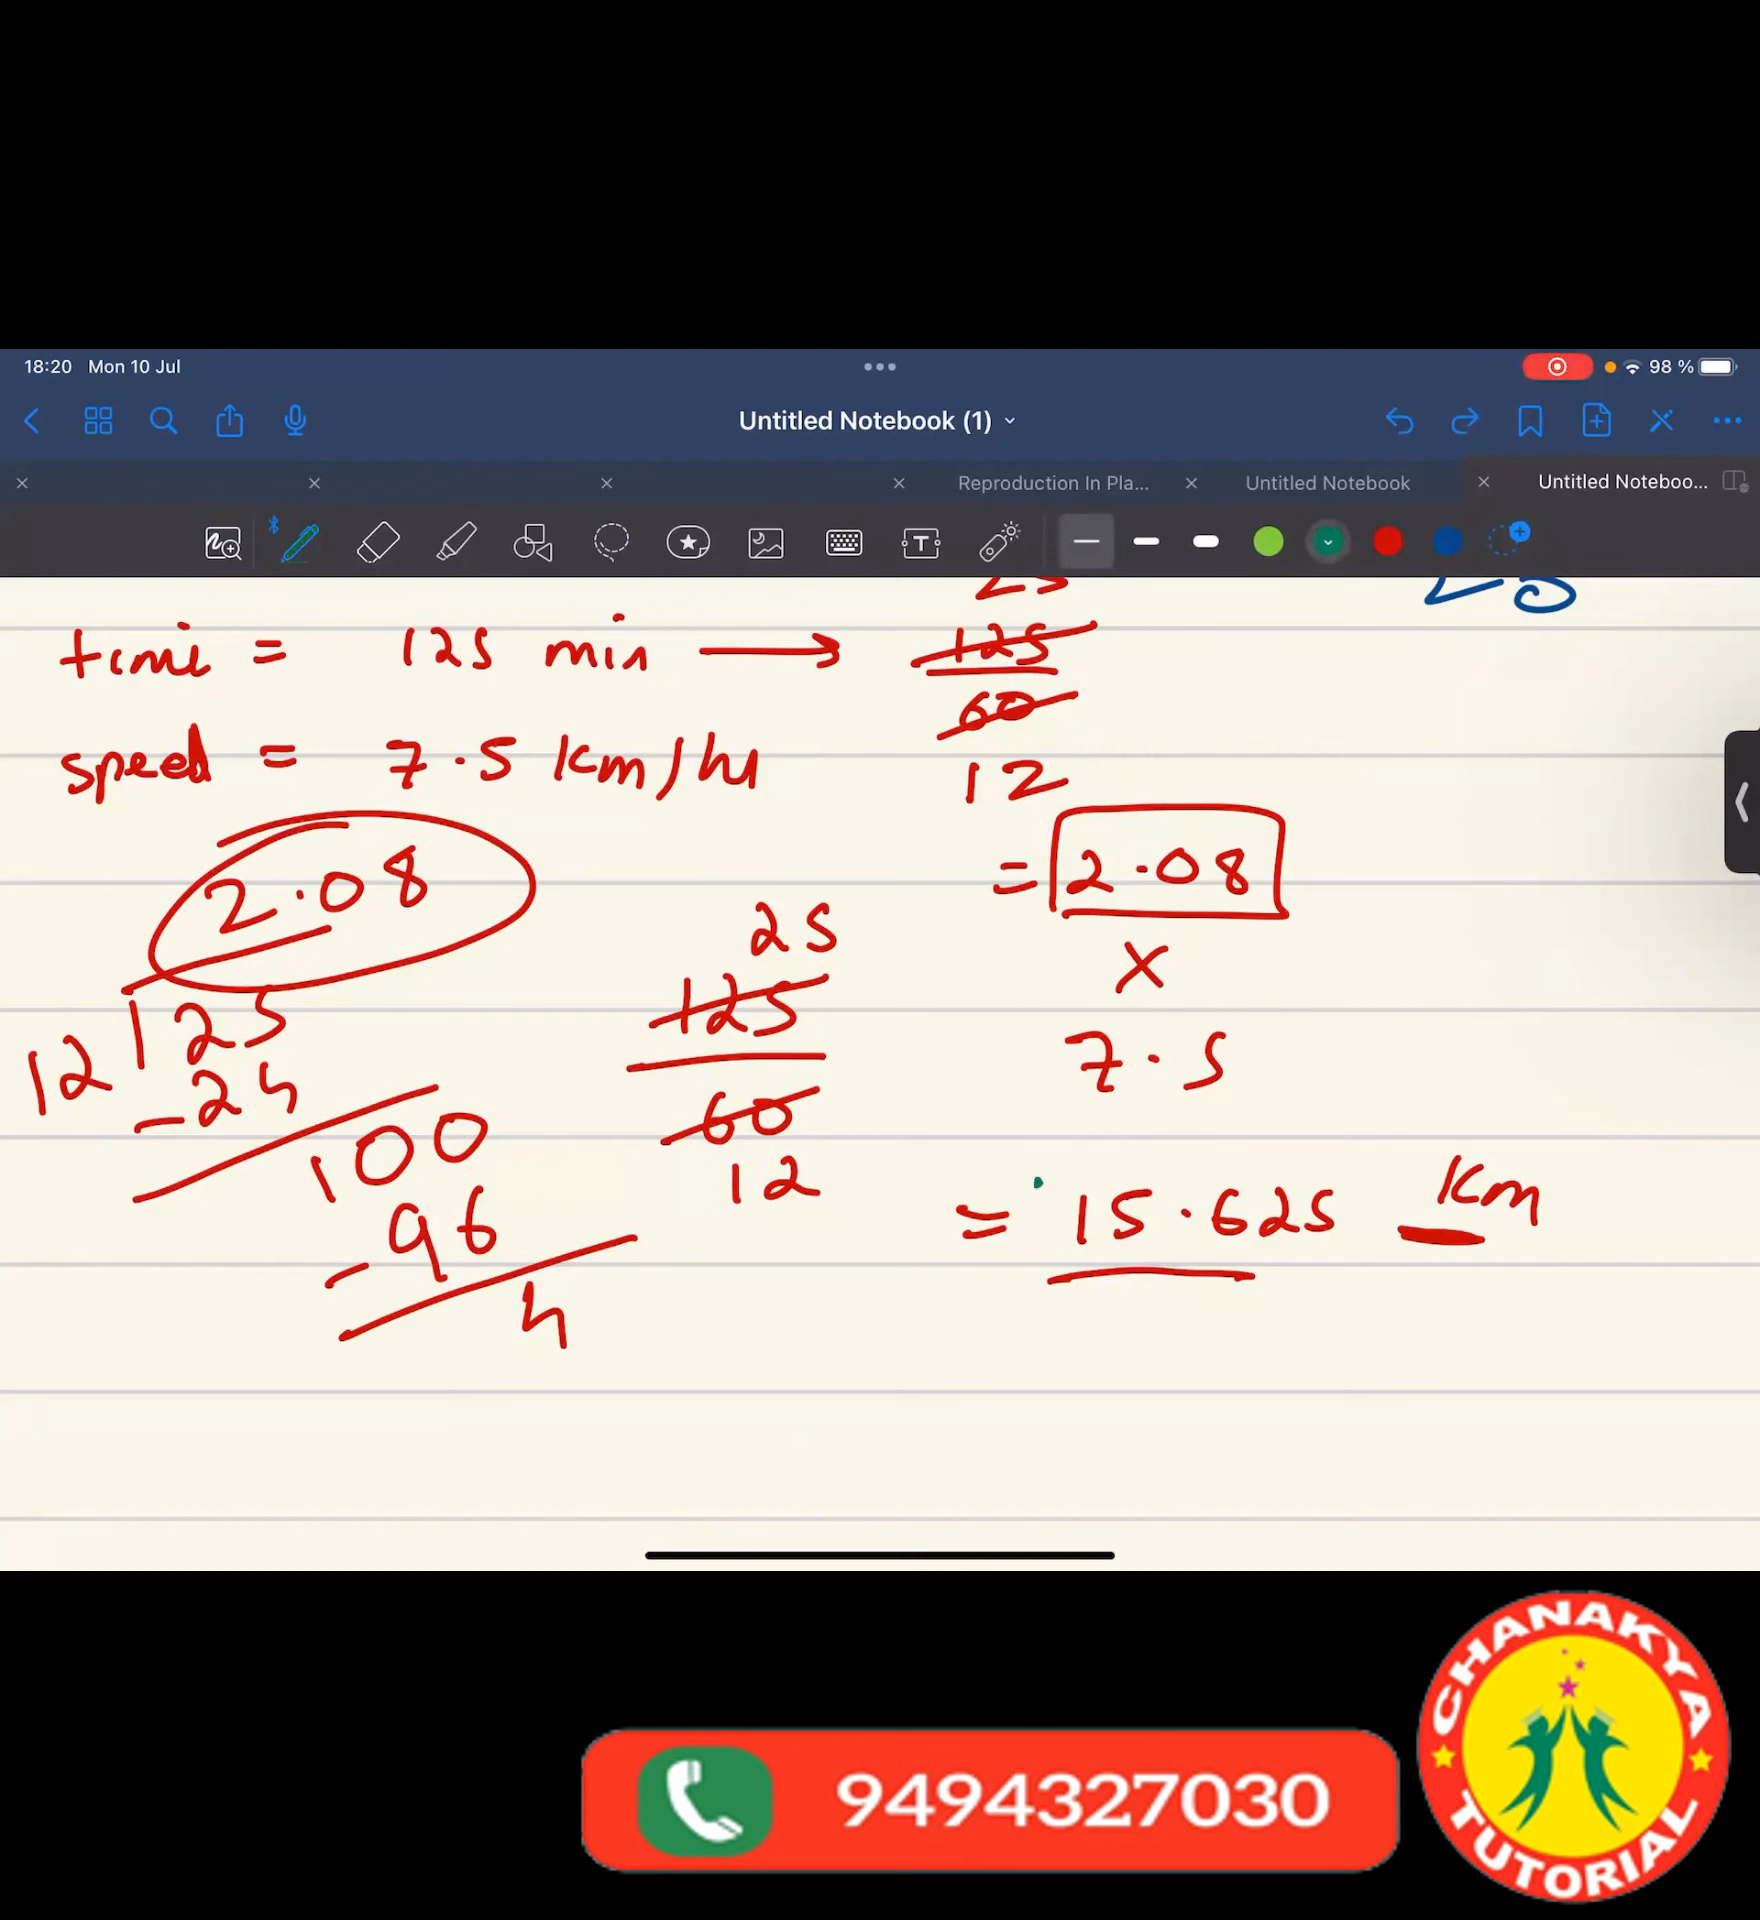 18:20 Mon 10 Jul
98 %
Untitled Notebook (1)
Reproduction In Pla...
Untitled Notebook
Untitled Noteboo...
T
25
time = 125 min → 125
60
12
speed = 7.5 km/hr
= 2.08
x
7.5
= 15.625 km
2.08
12 125
-24
100
-96
4
25
125
60
12
9494327030
CHANAKYA
TUTORIAL